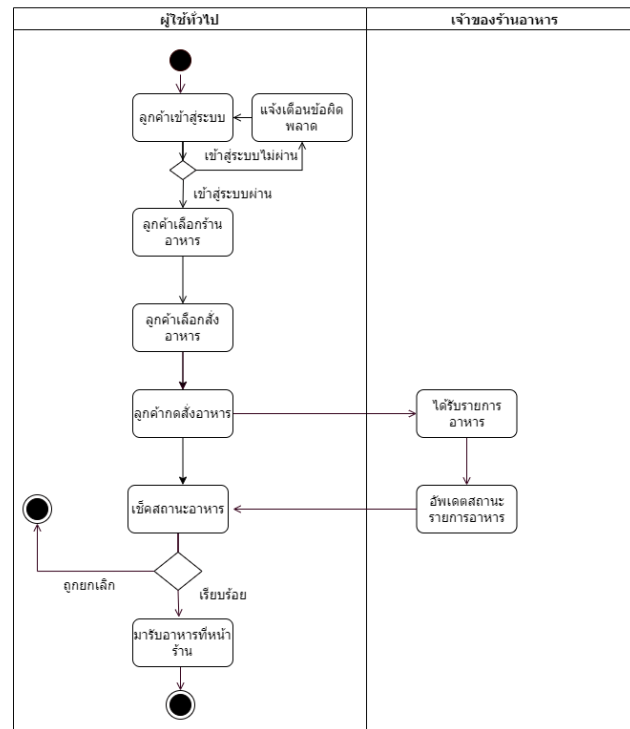 ผู้ใช้ทั่วไป
เจ้าของร้านอาหาร
ลูกค้าเข้าสู่ระบบ
แจ้งเตือนข้อผิด
พลาด
เข้าสู่ระบบไม่ผ่าน
เข้าสู่ระบบผ่าน
ลูกค้าเลือกร้าน
อาหาร
ลูกค้าเลือกสั่ง
อาหาร
ลูกค้ากดสั่งอาหาร
ได้รับรายการ
อาหาร
เช็คสถานะอาหาร
อัพเดตสถานะ
รายการอาหาร
ถูกยกเลิก
เรียบร้อย
มารับอาหารที่หน้า
ร้าน